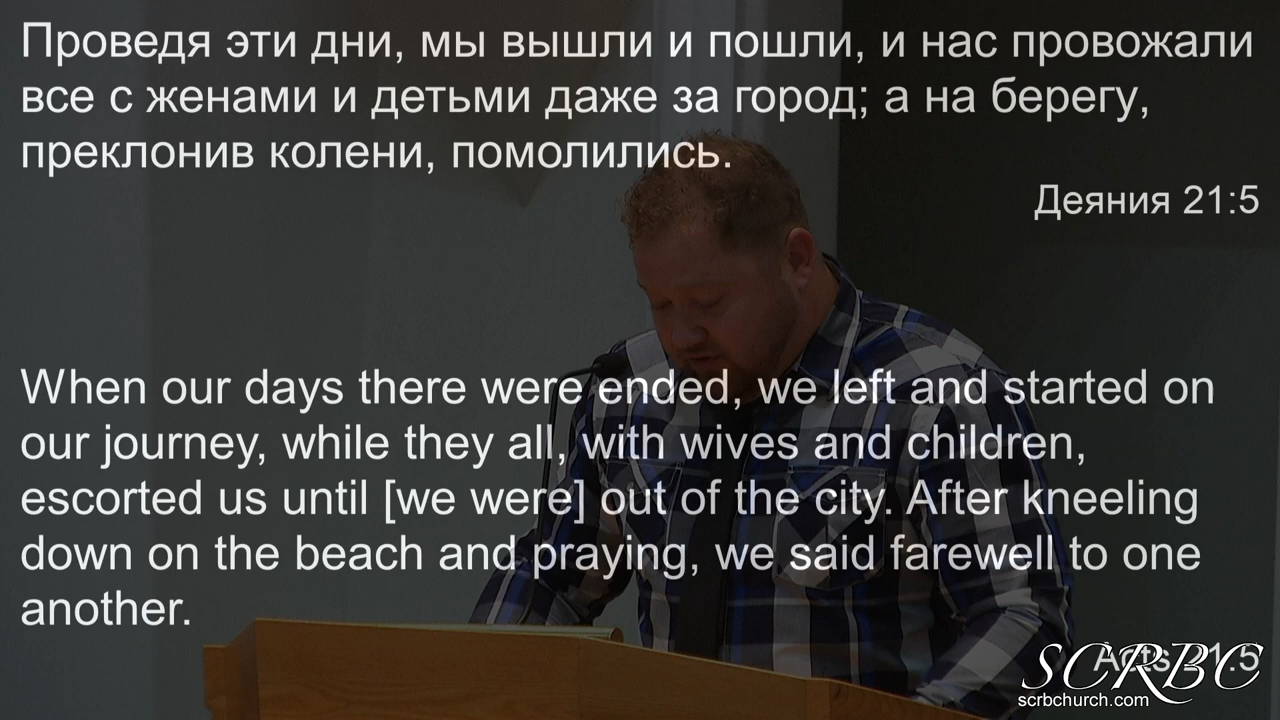 Проведя эти дни, мы вышли и пошли, и нас провожали
все с женами и детьми даже за город; а на берегу,
преклонив колени, помолились.
Деяния 21:5
When our days there were ended, we left and started on
our journey, while they all, with wives and children,
escorted us until [we were] out of the city. After kneeling
down on the beach and praying, we said farewell to one
another.
Acts 21:5
SCRBC
scrbchurch.com